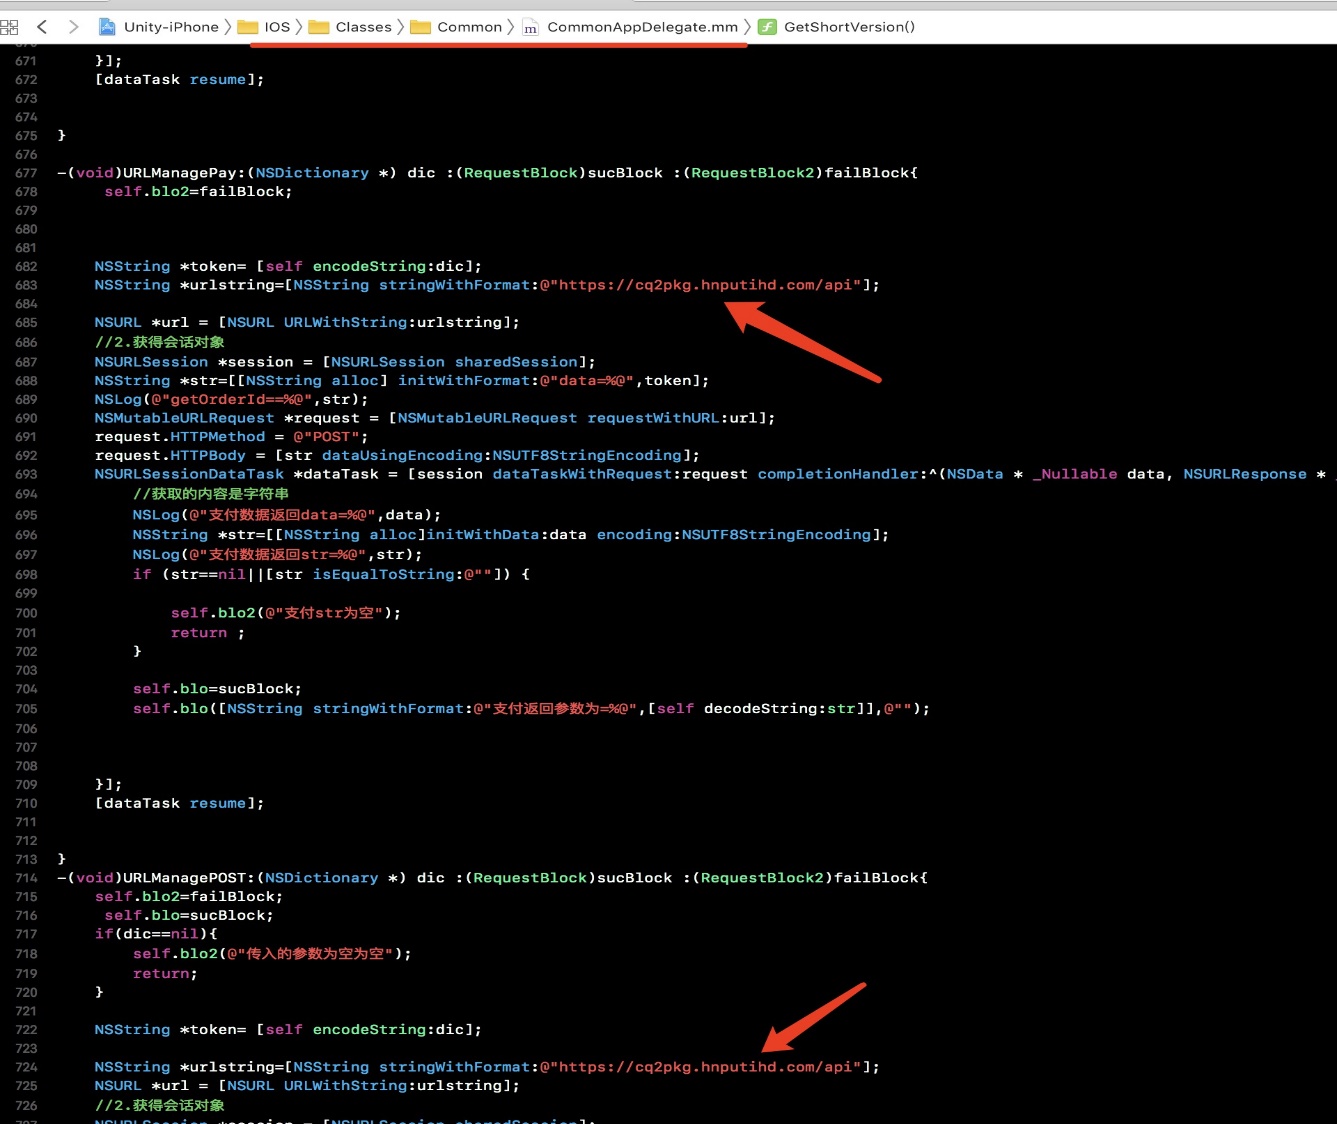 Unity-iPhone IOS Classes Common m CommonAppDelegate.mm f GetShortVersion()
671 }];
672 [dataTask resume];
673
674
675 }
676
677 -(void)URLManagePay:(NSDictionary *) dic :(RequestBlock)sucBlock :(RequestBlock2)failBlock{
678 self.blo2=failBlock;
679
680
681
682 NSString *token= [self encodeString:dic];
683 NSString *urlstring=[NSString stringWithFormat:@"https://cq2pkg.hnputihd.com/api"];
684
685 NSURL *url = [NSURL URLWithString:urlstring];
686 //2.获得会话对象
687 NSURLSession *session = [NSURLSession sharedSession];
688 NSString *str=[[NSString alloc] initWithFormat:@"data=%@",token];
689 NSLog(@"getOrderId==%@",str);
690 NSMutableURLRequest *request = [NSMutableURLRequest requestWithURL:url];
691 request.HTTPMethod = @"POST";
692 request.HTTPBody = [str dataUsingEncoding:NSUTF8StringEncoding];
693 NSURLSessionDataTask *dataTask = [session dataTaskWithRequest:request completionHandler:^(NSData * _Nullable data, NSURLResponse *
694 //获取的内容是字符串
695 NSLog(@"支付数据返回data=%@",data);
696 NSString *str=[[NSString alloc]initWithData:data encoding:NSUTF8StringEncoding];
697 NSLog(@"支付数据返回str=%@",str);
698 if (str==nil||[str isEqualToString:@""]) {
699
700 self.blo2(@"支付str为空");
701 return ;
702 }
703
704 self.blo=sucBlock;
705 self.blo([NSString stringWithFormat:@"支付返回参数为=%@",[self decodeString:str]],@"");
706
707
708
709 }];
710 [dataTask resume];
711
712
713 }
714 -(void)URLManagePOST:(NSDictionary *) dic :(RequestBlock)sucBlock :(RequestBlock2)failBlock{
715 self.blo2=failBlock;
716 self.blo=sucBlock;
717 if(dic==nil){
718 self.blo2(@"传入的参数为空为空");
719 return;
720 }
721
722 NSString *token= [self encodeString:dic];
723
724 NSString *urlstring=[NSString stringWithFormat:@"https://cq2pkg.hnputihd.com/api"];
725 NSURL *url = [NSURL URLWithString:urlstring];
726 //2.获得会话对象